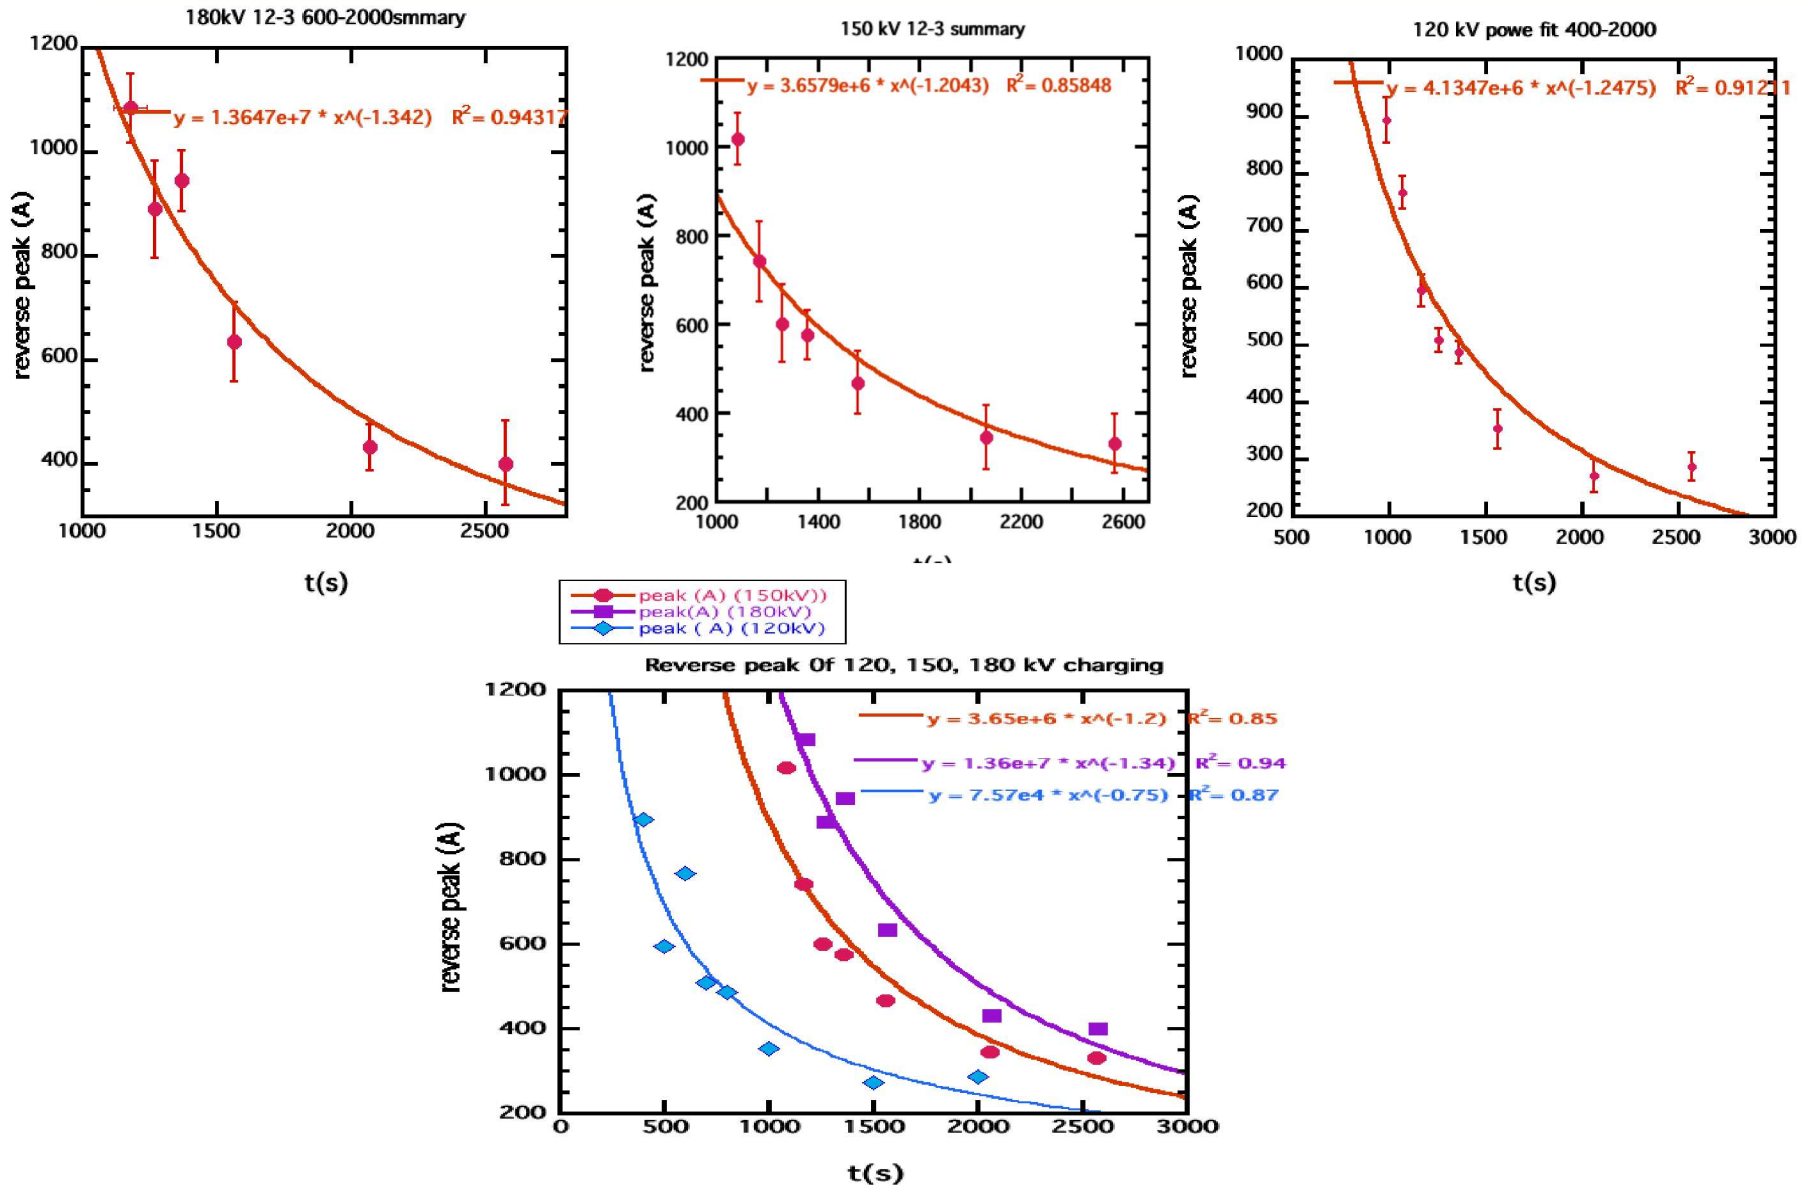 180kV 12-3 600-2000smmary
1200
1000
800
600
400
1000 1500 2000 2500
reverse peak (A)
t(s)
y = 1.3647e+7 * x^(-1.342) R²= 0.94317
150 kV 12-3 summary
1200
1000
800
600
400
200
1000 1400 1800 2200 2600
reverse peak (A)
t(s)
y = 3.6579e+6 * x^(-1.2043) R²= 0.85848
120 kV powe fit 400-2000
1000
900
800
700
600
500
400
300
200
500 1000 1500 2000 2500 3000
reverse peak (A)
t(s)
y = 4.1347e+6 * x^(-1.2475) R²= 0.91211
peak (A) (150kV))
peak(A) (180kV)
peak ( A) (120kV)
Reverse peak 0f 120, 150, 180 kV charging
1200
1000
800
600
400
200
0 500 1000 1500 2000 2500 3000
reverse peak (A)
t(s)
y = 3.65e+6 * x^(-1.2) R²= 0.85
y = 1.36e+7 * x^(-1.34) R²= 0.94
y = 7.57e4 * x^(-0.75) R²= 0.87